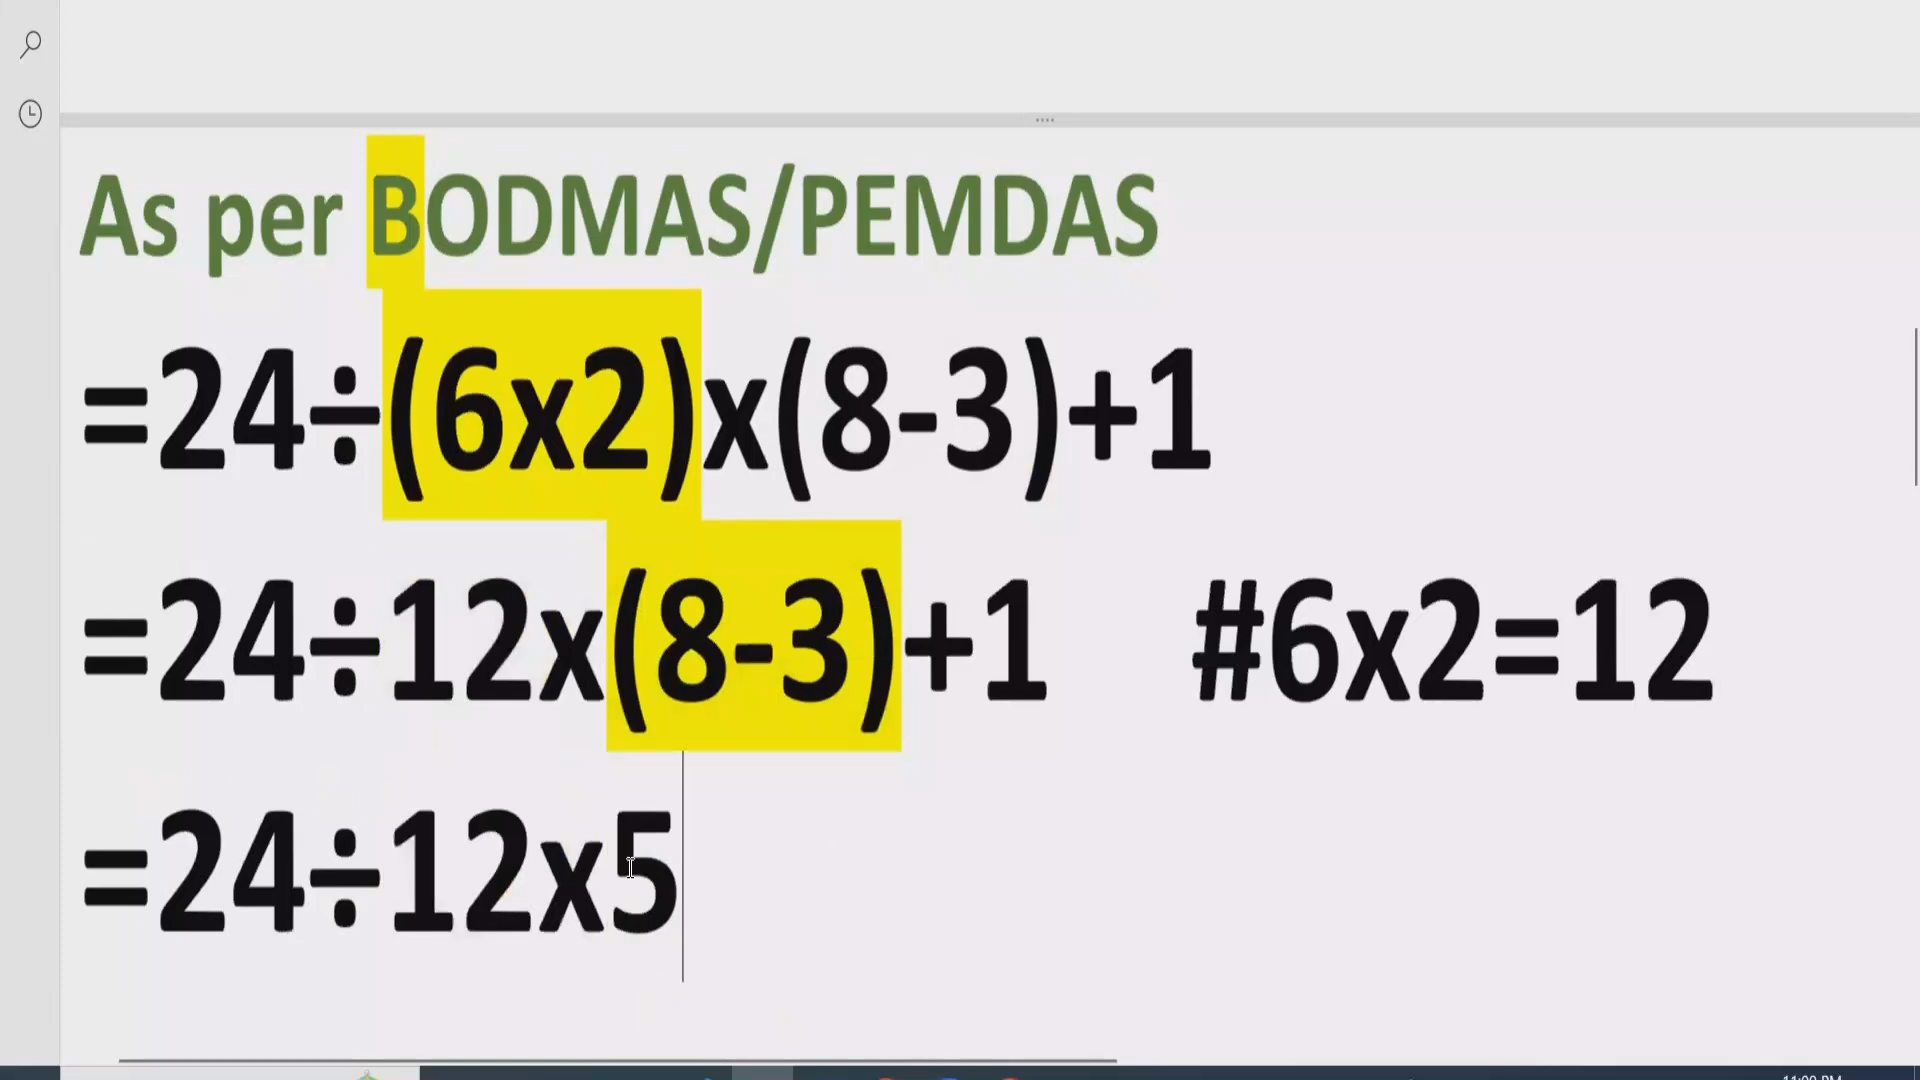 As per BODMAS/PEMDAS
=24÷(6x2)x(8-3)+1
=24÷12x(8-3)+1 #6x2=12
=24÷12x5